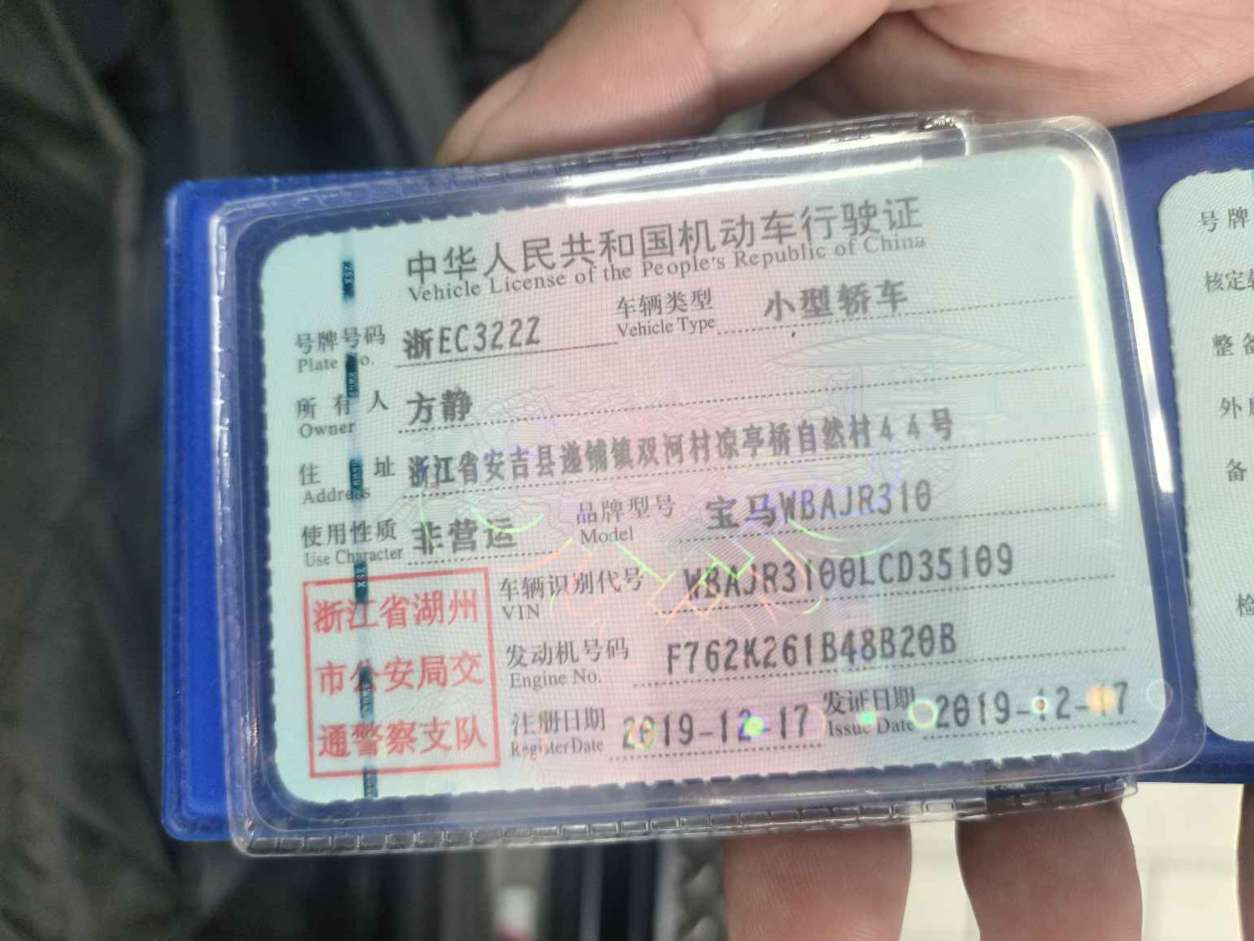 中华人民共和国机动车行驶证
Vehicle License of the People's Republic of China
号牌号码 浙EC322Z 车辆类型 小型轿车
Plate No. Vehicle Type
所有人 方静
Owner
住址 浙江省安吉县递铺镇双河村凉亭桥自然村44号
Address
使用性质 非营运 品牌型号 宝马WBAJR310
Use Character Model
车辆识别代号 WBAJR3100LCD35109
VIN
发动机号码 F762K261B48B20B
Engine No.
注册日期 2019-12-17 发证日期 2019-12-17
Register Date Issue Date
浙江省湖州
市公安局交
通警察支队
号牌
核定
整备
外
备
检